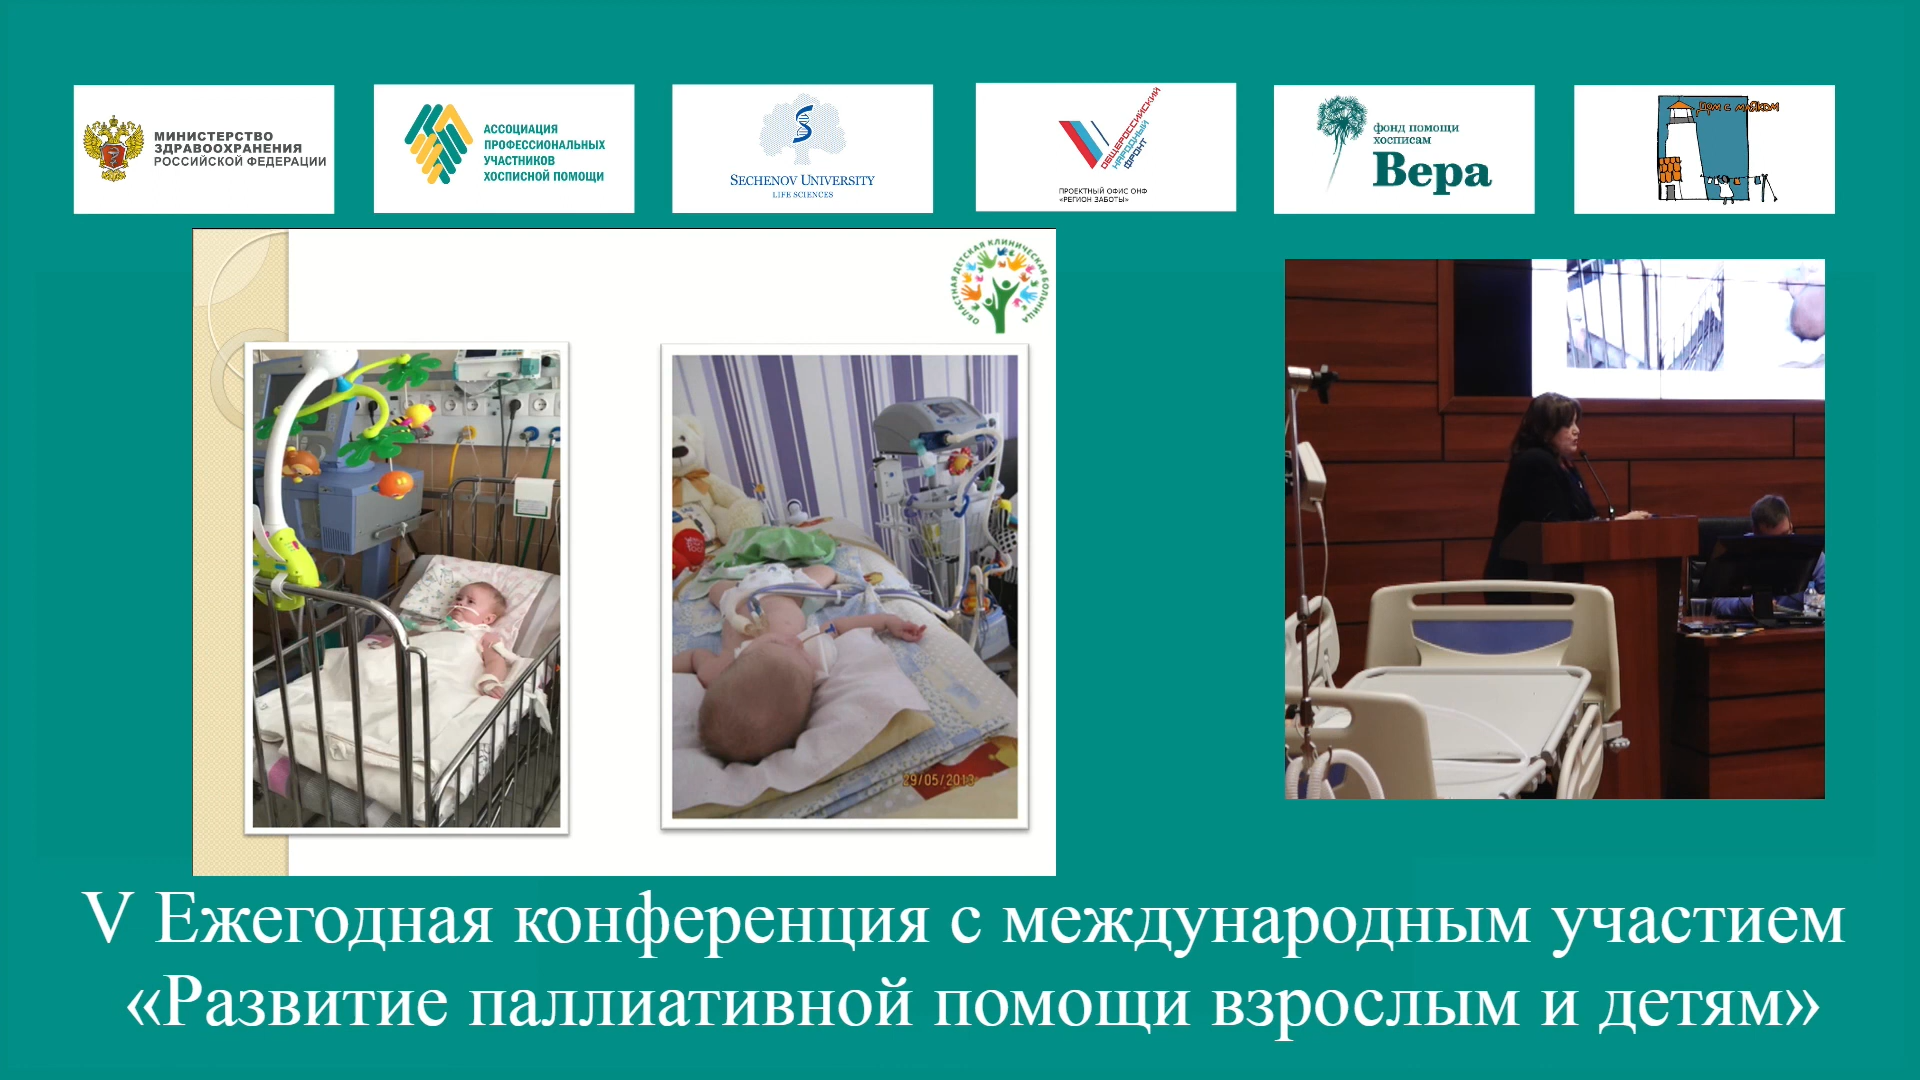 МИНИСТЕРСТВО
ЗДРАВООХРАНЕНИЯ
РОССИЙСКОЙ ФЕДЕРАЦИИ
АССОЦИАЦИЯ
ПРОФЕССИОНАЛЬНЫХ
УЧАСТНИКОВ
ХОСПИСНОЙ ПОМОЩИ
SECHENOV UNIVERSITY
LIFE SCIENCES
ОБЩЕРОССИЙСКИЙ
НАРОДНЫЙ
ФРОНТ
ПРОЕКТНЫЙ ОФИС ОНФ
«РЕГИОН ЗАБОТЫ»
фонд помощи
хосписам
Вера
Дом с маяком
ОБЛАСТНАЯ ДЕТСКАЯ КЛИНИЧЕСКАЯ БОЛЬНИЦА
29/05/2013
V Ежегодная конференция с международным участием
«Развитие паллиативной помощи взрослым и детям»